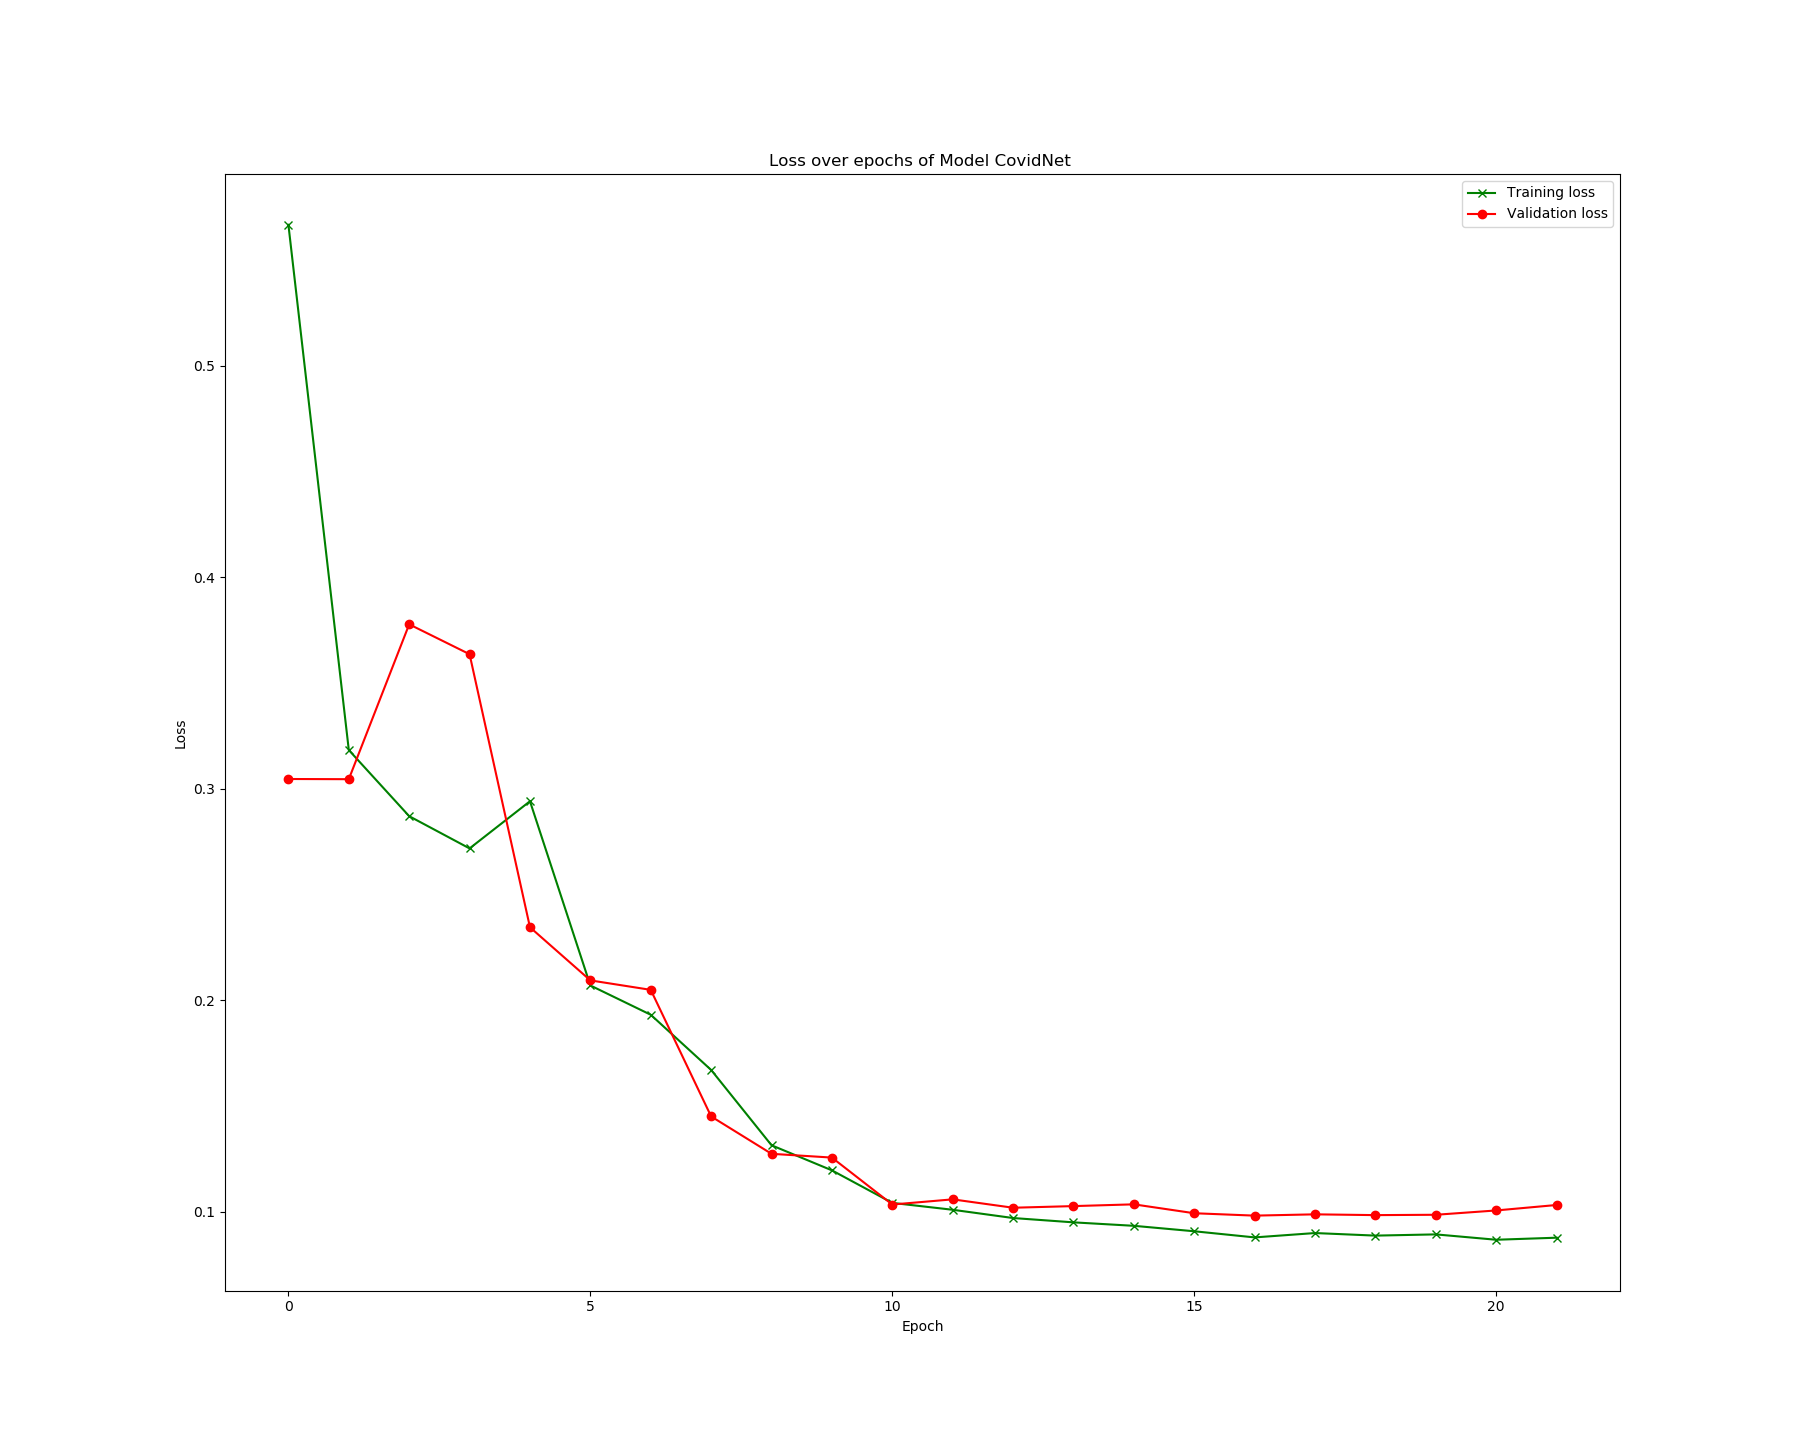 Loss over epochs of Model CovidNet
Training loss
Validation loss
0.5
0.4
0.3
0.2
0.1
Loss
0 5 10 15 20
Epoch